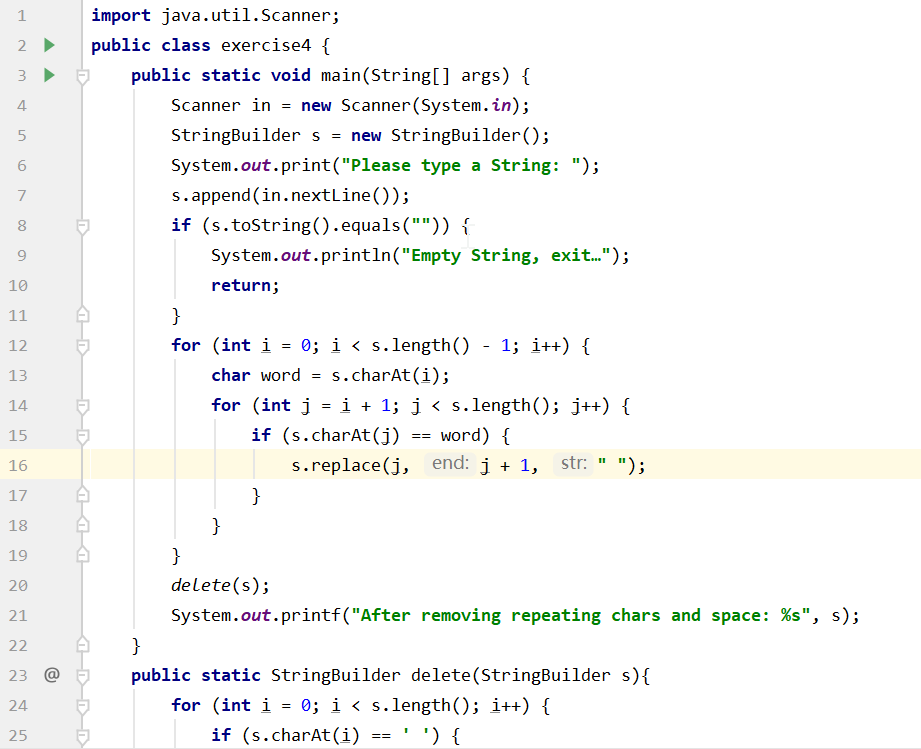 1 import java.util.Scanner;
2 public class exercise4 {
3 public static void main(String[] args) {
4 Scanner in = new Scanner(System.in);
5 StringBuilder s = new StringBuilder();
6 System.out.print("Please type a String: ");
7 s.append(in.nextLine());
8 if (s.toString().equals("")) {
9 System.out.println("Empty String, exit…");
10 return;
11 }
12 for (int i = 0; i < s.length() - 1; i++) {
13 char word = s.charAt(i);
14 for (int j = i + 1; j < s.length(); j++) {
15 if (s.charAt(j) == word) {
16 s.replace(j, end: j + 1, str: " ");
17 }
18 }
19 }
20 delete(s);
21 System.out.printf("After removing repeating chars and space: %s", s);
22 }
23 @ public static StringBuilder delete(StringBuilder s){
24 for (int i = 0; i < s.length(); i++) {
25 if (s.charAt(i) == ' ') {